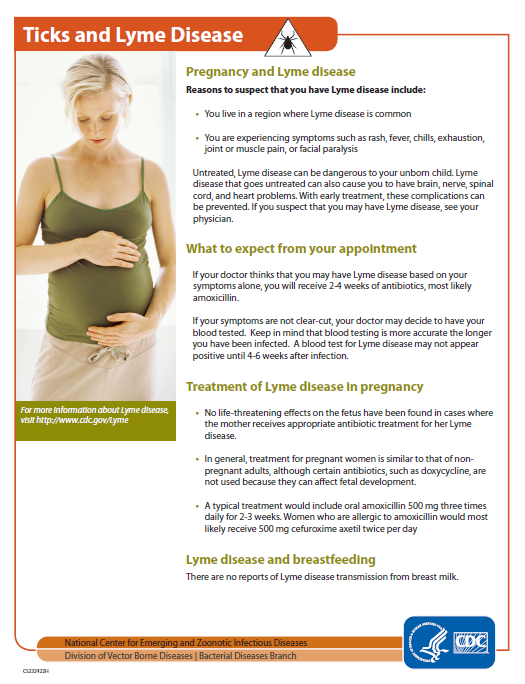 Ticks and Lyme Disease
Pregnancy and Lyme disease
Reasons to suspect that you have Lyme disease include:
• You live in a region where Lyme disease is common
• You are experiencing symptoms such as rash, fever, chills, exhaustion,
joint or muscle pain, or facial paralysis
Untreated, Lyme disease can be dangerous to your unborn child. Lyme
disease that goes untreated can also cause you to have brain, nerve, spinal
cord, and heart problems. With early treatment, these complications can
be prevented. If you suspect that you may have Lyme disease, see your
physician.
What to expect from your appointment
If your doctor thinks that you may have Lyme disease based on your
symptoms alone, you will receive 2-4 weeks of antibiotics, most likely
amoxicillin.
If your symptoms are not clear-cut, your doctor may decide to have your
blood tested. Keep in mind that blood testing is more accurate the longer
you have been infected. A blood test for Lyme disease may not appear
positive until 4-6 weeks after infection.
Treatment of Lyme disease in pregnancy
• No life-threatening effects on the fetus have been found in cases where
the mother receives appropriate antibiotic treatment for her Lyme
disease.
• In general, treatment for pregnant women is similar to that of non-
pregnant adults, although certain antibiotics, such as doxycycline, are
not used because they can affect fetal development.
• A typical treatment would include oral amoxicillin 500 mg three times
daily for 2-3 weeks. Women who are allergic to amoxicillin would most
likely receive 500 mg cefuroxime axetil twice per day
Lyme disease and breastfeeding
There are no reports of Lyme disease transmission from breast milk.
For more information about Lyme disease,
visit http://www.cdc.gov/Lyme
National Center for Emerging and Zoonotic Infectious Diseases
Division of Vector Borne Diseases | Bacterial Diseases Branch
CDC
CS232422H